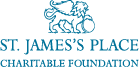 ST. JAMES'S PLACE
CHARITABLE FOUNDATION